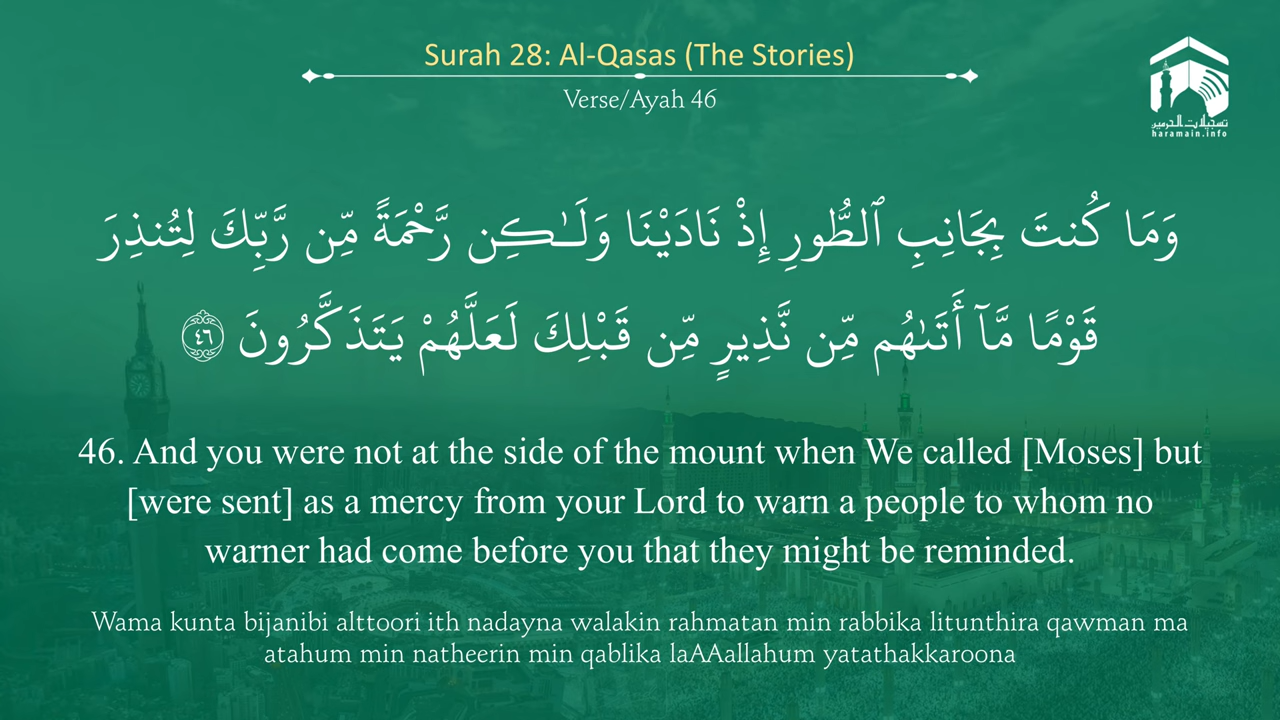 Surah 28: Al-Qasas (The Stories)
Verse/Ayah 46
تسجيلات الحرمين
haramain.info
وَمَا كُنتَ بِجَانِبِ ٱلطُّورِ إِذْ نَادَيْنَا وَلَـٰكِن رَّحْمَةً مِّن رَّبِّكَ لِتُنذِرَ
قَوْمًا مَّآ أَتَىٰهُم مِّن نَّذِيرٍ مِّن قَبْلِكَ لَعَلَّهُمْ يَتَذَكَّرُونَ ٤٦
46. And you were not at the side of the mount when We called [Moses] but
[were sent] as a mercy from your Lord to warn a people to whom no
warner had come before you that they might be reminded.
Wama kunta bijanibi alttoori ith nadayna walakin rahmatan min rabbika litunthira qawman ma
atahum min natheerin min qablika laAAallahum yatathakkaroona